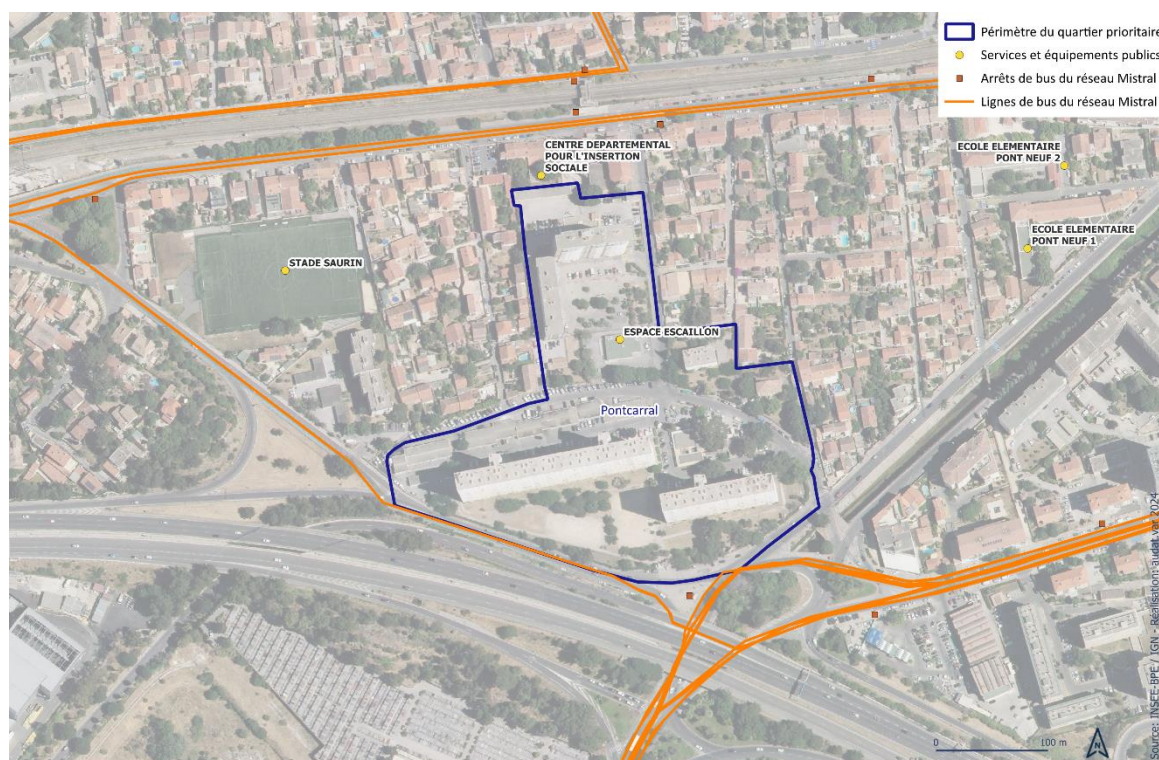 Périmètre du quartier prioritaire
Services et équipements publics
Arrêts de bus du réseau Mistral
Lignes de bus du réseau Mistral
CENTRE DEPARTEMENTAL
POUR L'INSERTION
SOCIALE
ECOLE ELEMENTAIRE
PONT NEUF 2
ECOLE ELEMENTAIRE
PONT NEUF 1
STADE SAURIN
ESPACE ESCAILLON
Pontcarral
0 100 m
N
Source: INSEE-BPE / IGN - Réalisation: audat.var 2024